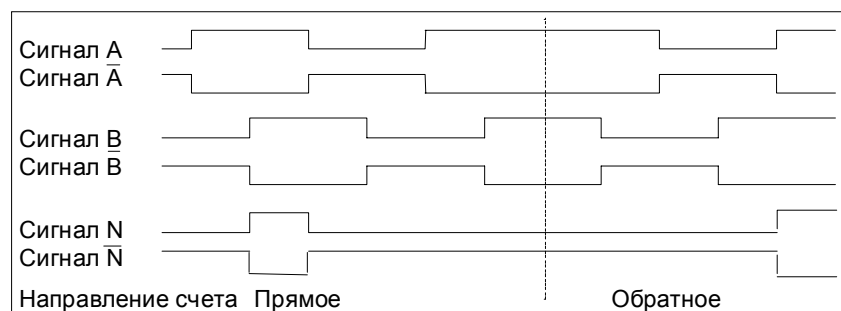 Сигнал A
Сигнал A̅
Сигнал B
Сигнал B̅
Сигнал N
Сигнал N̅
Направление счета Прямое Обратное